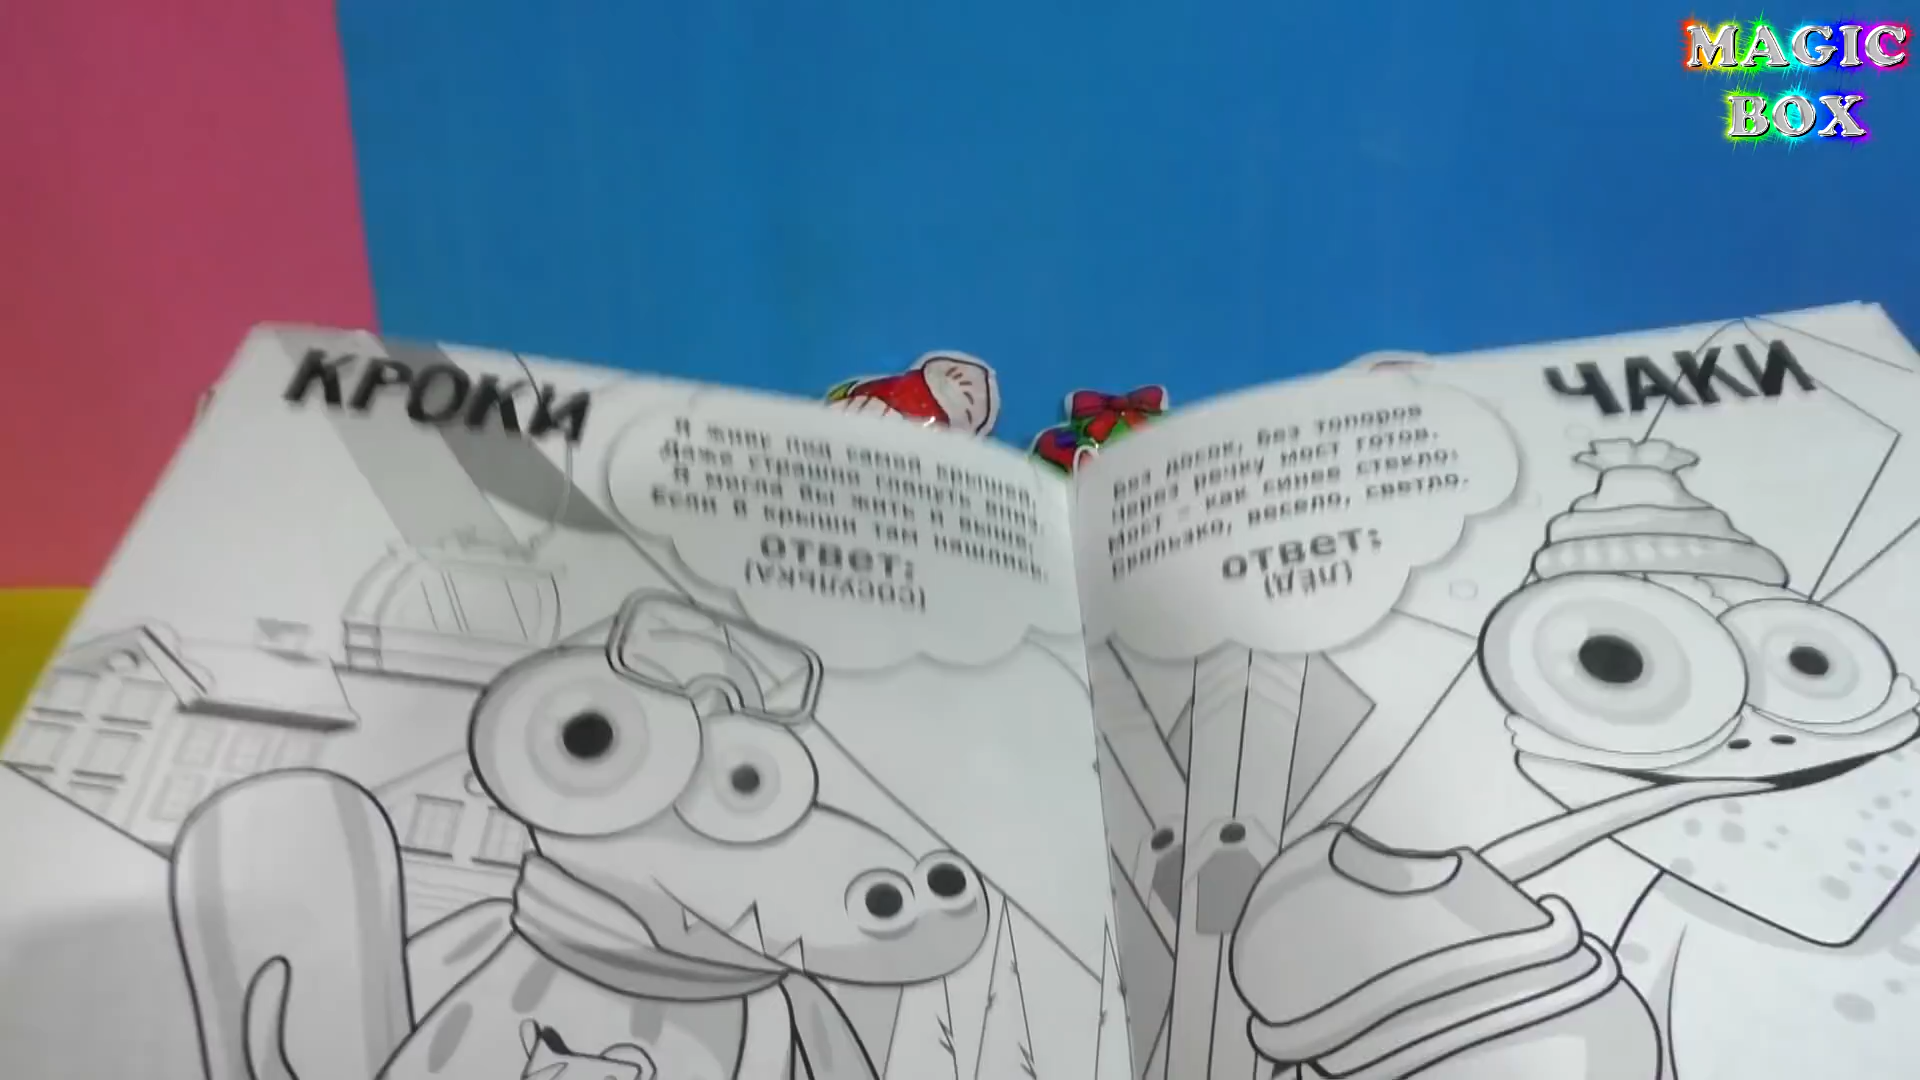 MAGIC
BOX
КРОКИ
Я живу под самой крышей,
Даже страшно глянуть вниз.
Я могла бы жить и выше,
Если б крыши там нашлись.
ОТВЕТ:
(СОСУЛЬКА)
ЧАКИ
Без досок, без топоров
Через речку мост готов.
Мост - как синее стекло:
Скользко, весело, светло.
ОТВЕТ:
(ЛЁД)